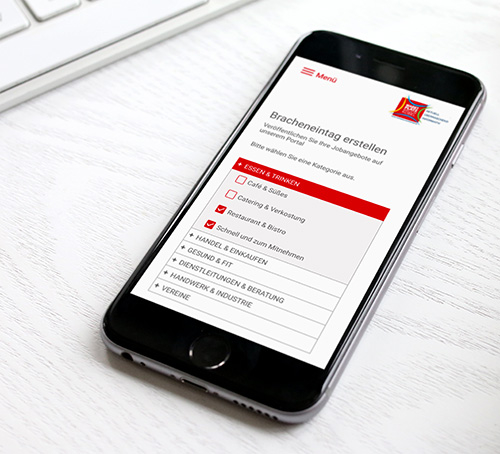 Menü
Bracheneintag erstellen
Veröffentlichen Sie Ihre Jobangebote auf
unserem Portal
Bitte wählen Sie eine Kategorie aus.
+ ESSEN & TRINKEN
Café & Süßes
Catering & Verkostung
Restaurant & Bistro
Schnell und zum Mitnehmen
+ HANDEL & EINKAUFEN
+ GESUND & FIT
+ DIENSTLEITUNGEN & BERATUNG
+ HANDWERK & INDUSTRIE
+ VEREINE